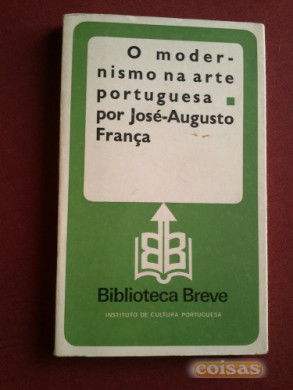 O moder-
nismo na arte
portuguesa
por José-Augusto
França
Biblioteca Breve
INSTITUTO DE CULTURA PORTUGUESA
coisas